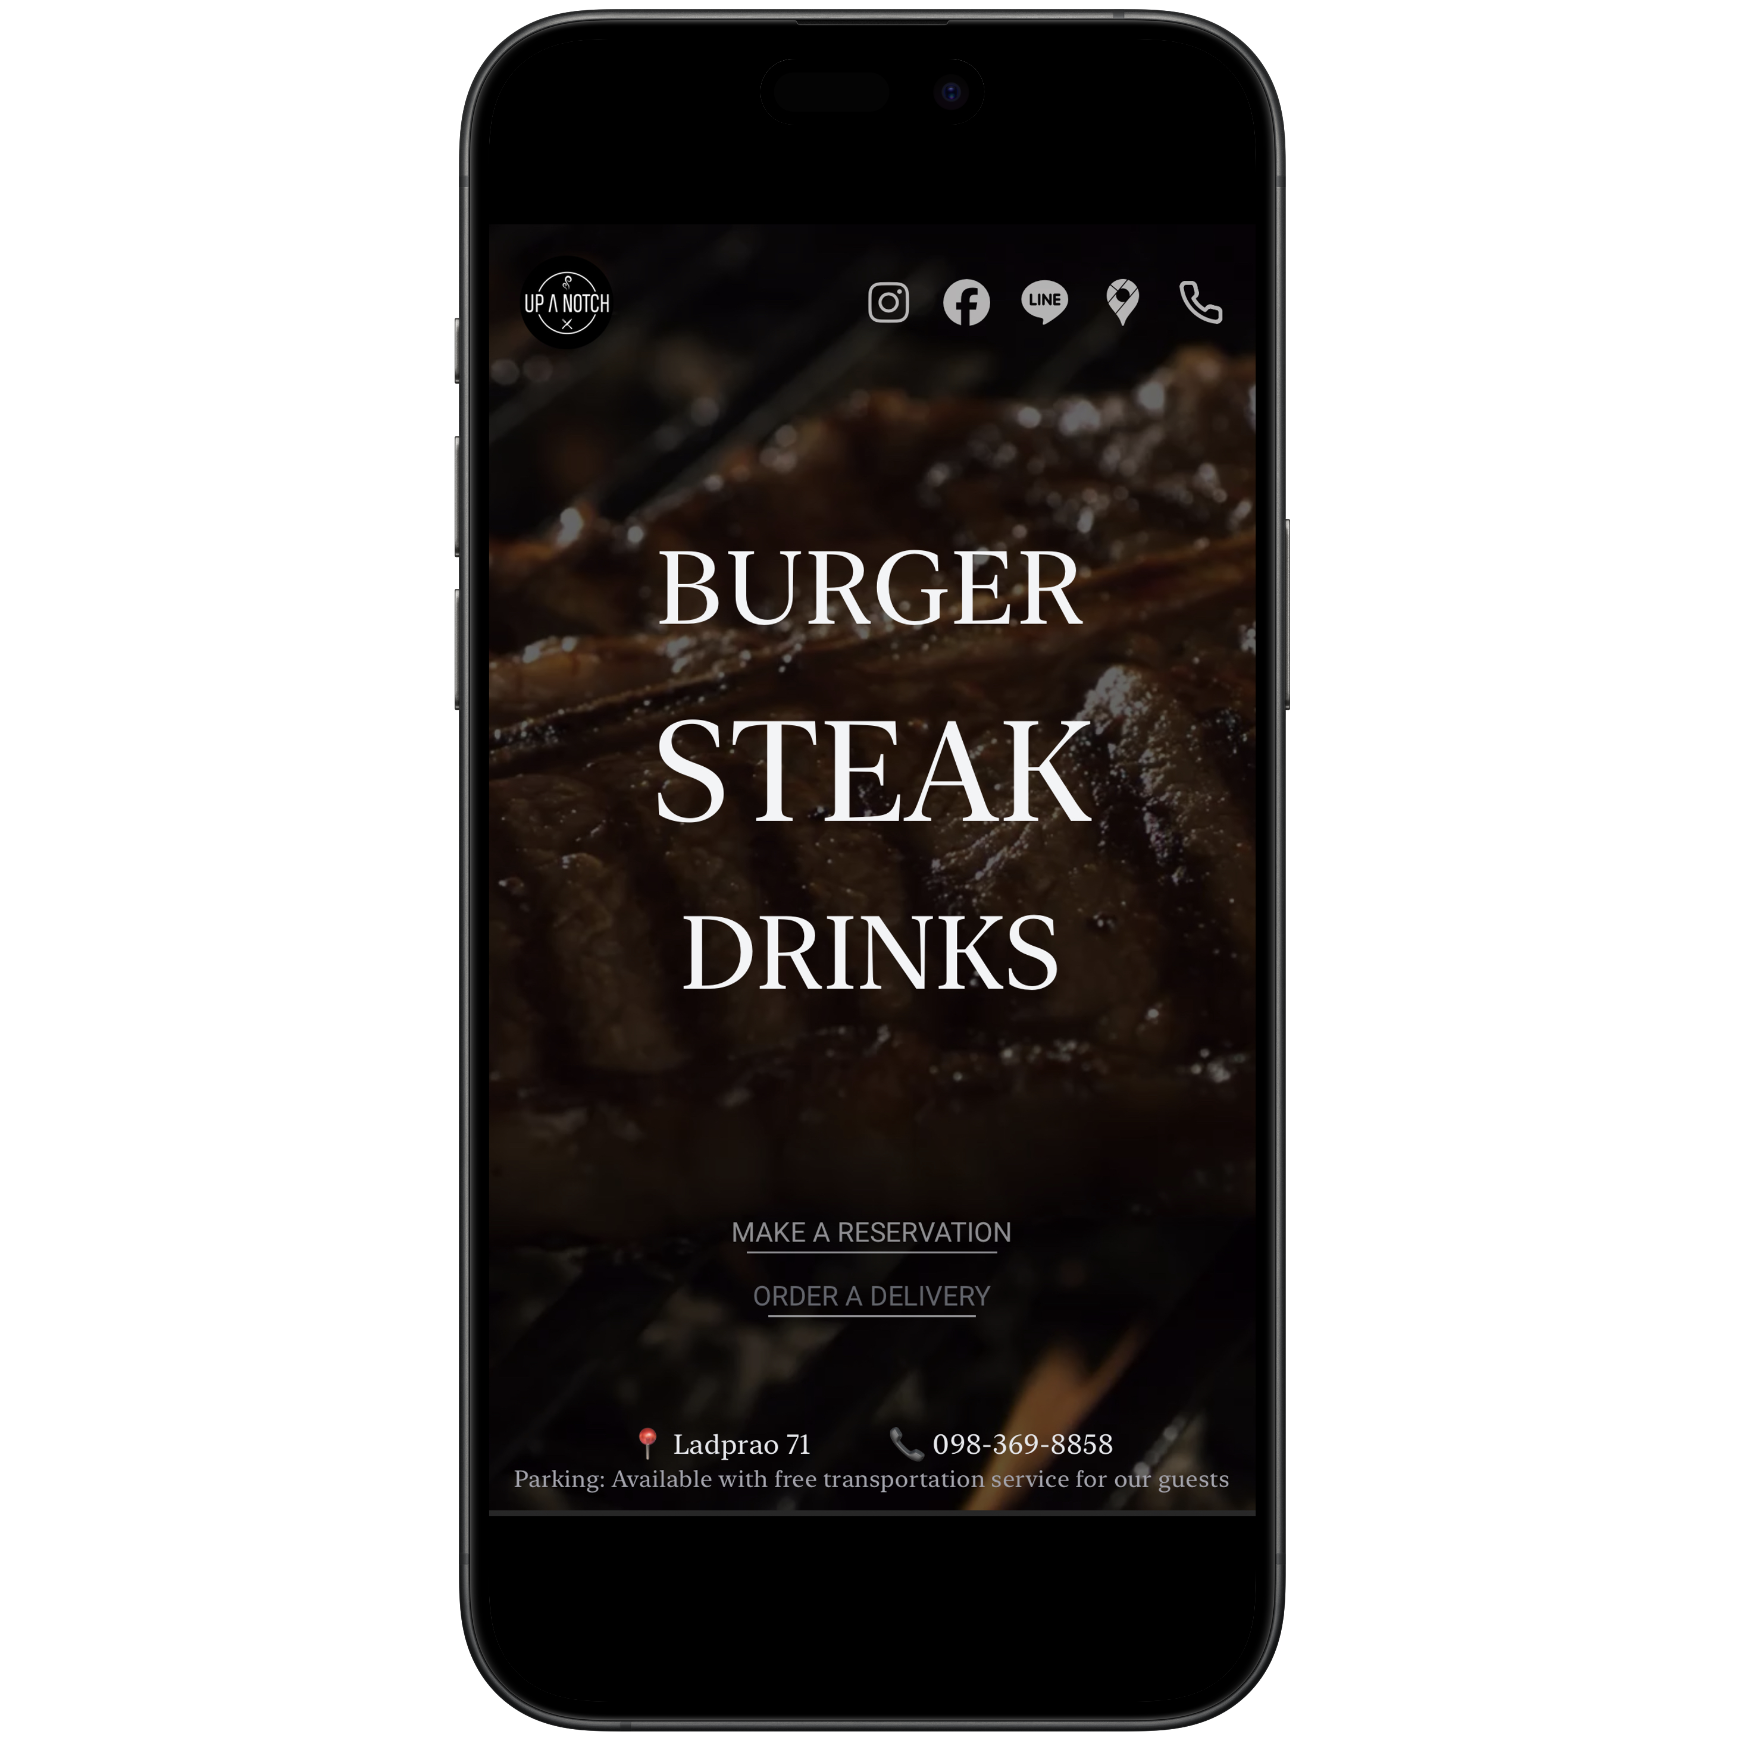 UP Λ NOTCH
LINE
BURGER
STEAK
DRINKS
MAKE A RESERVATION
ORDER A DELIVERY
📍 Ladprao 71 📞 098-369-8858
Parking: Available with free transportation service for our guests